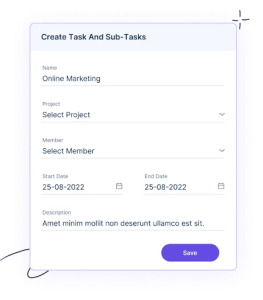 Create Task And Sub-Tasks
Name
Online Marketing
Project
Select Project
Member
Select Member
Start Date
End Date
25-08-2022
25-08-2022
Description
Amet minim mollit non deserunt ullamco est sit.
Save